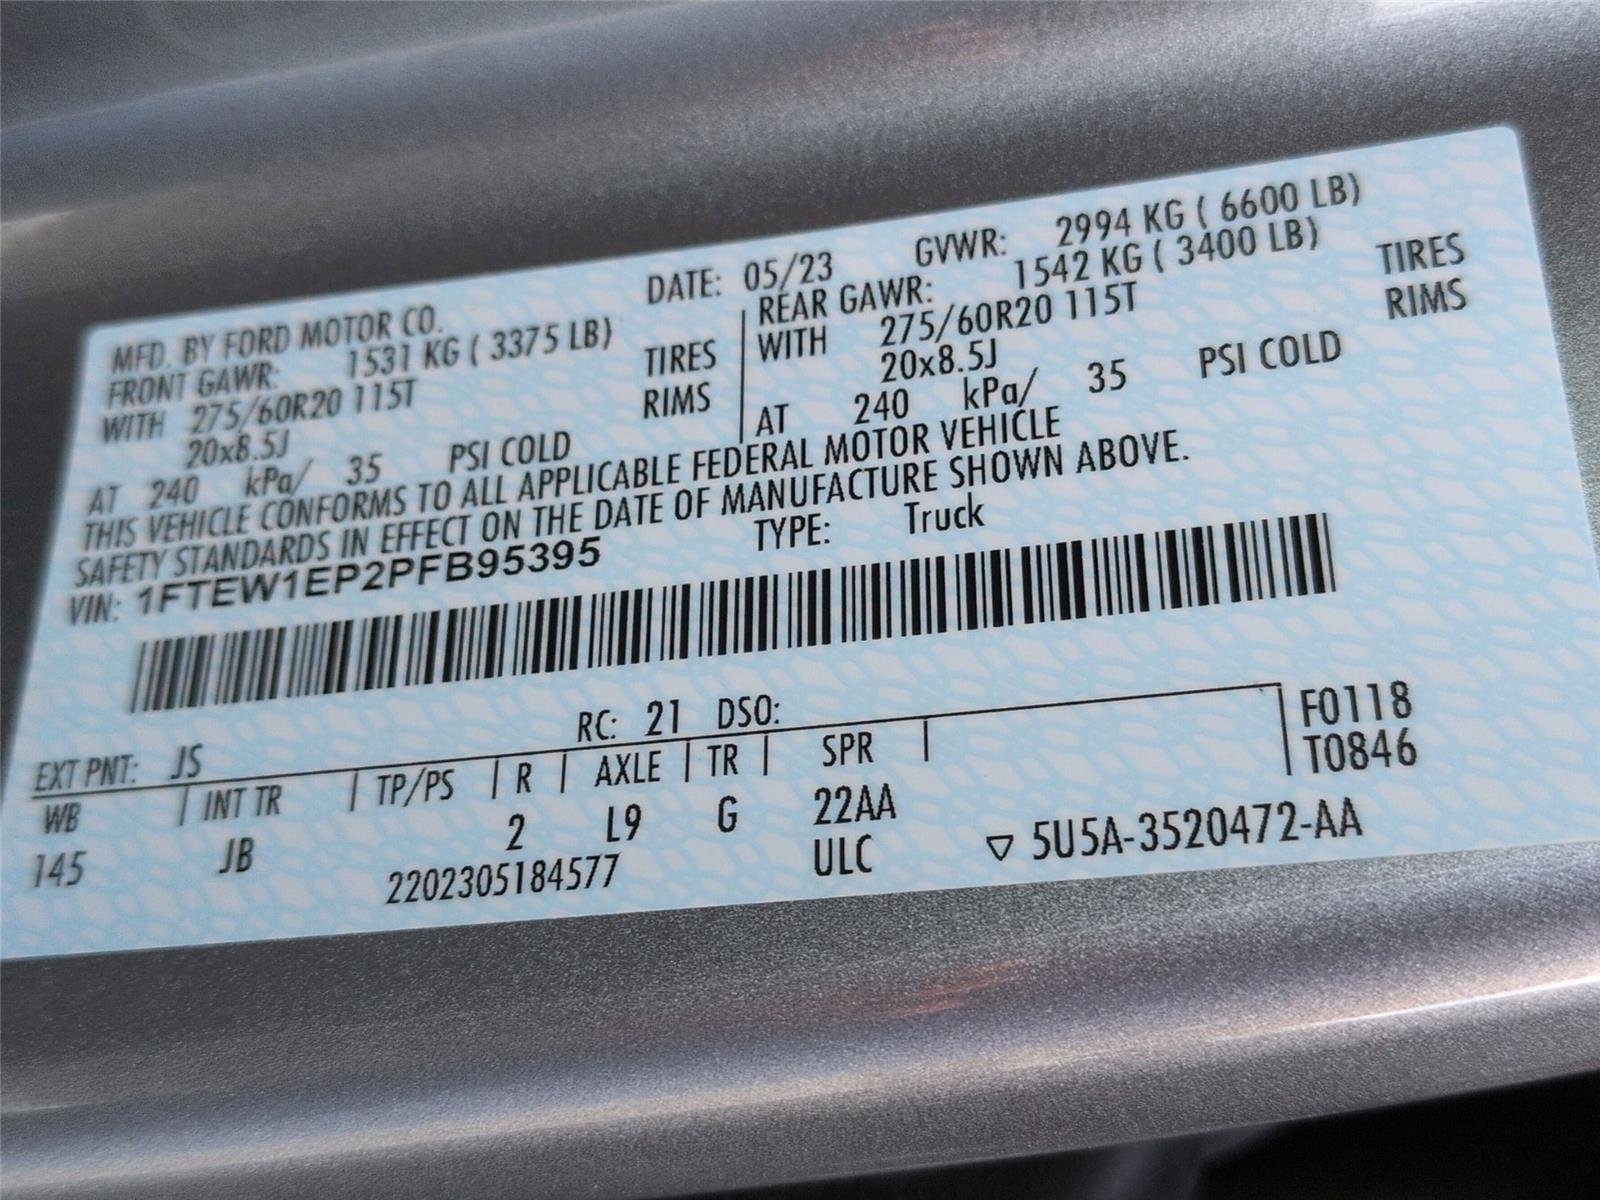 MFD. BY FORD MOTOR CO. DATE: 05/23 GVWR: 2994 KG ( 6600 LB)
FRONT GAWR: 1531 KG ( 3375 LB) REAR GAWR: 1542 KG ( 3400 LB)
WITH 275/60R20 115T TIRES WITH 275/60R20 115T TIRES
20x8.5J RIMS 20x8.5J RIMS
AT 240 kPa/ 35 PSI COLD AT 240 kPa/ 35 PSI COLD
THIS VEHICLE CONFORMS TO ALL APPLICABLE FEDERAL MOTOR VEHICLE
SAFETY STANDARDS IN EFFECT ON THE DATE OF MANUFACTURE SHOWN ABOVE.
VIN: 1FTEW1EP2PFB95395 TYPE: Truck
EXT PNT: JS RC: 21 DSO: F0118
WB | INT TR | TP/PS | R | AXLE | TR | SPR | T0846
145 JB 2 L9 G 22AA
2202305184577 ULC ▽ 5U5A-3520472-AA